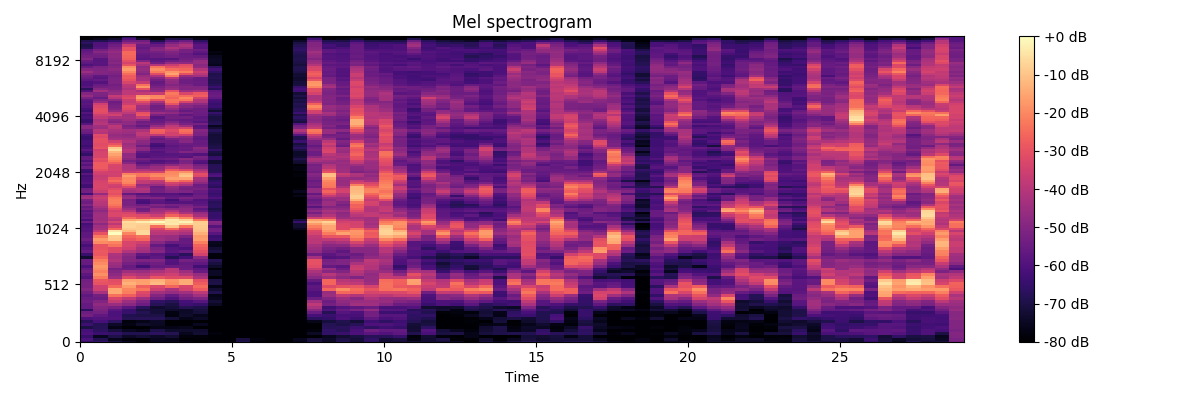 Mel spectrogram
8192
4096
2048
1024
512
0
Hz
0 5 10 15 20 25
Time
+0 dB
-10 dB
-20 dB
-30 dB
-40 dB
-50 dB
-60 dB
-70 dB
-80 dB